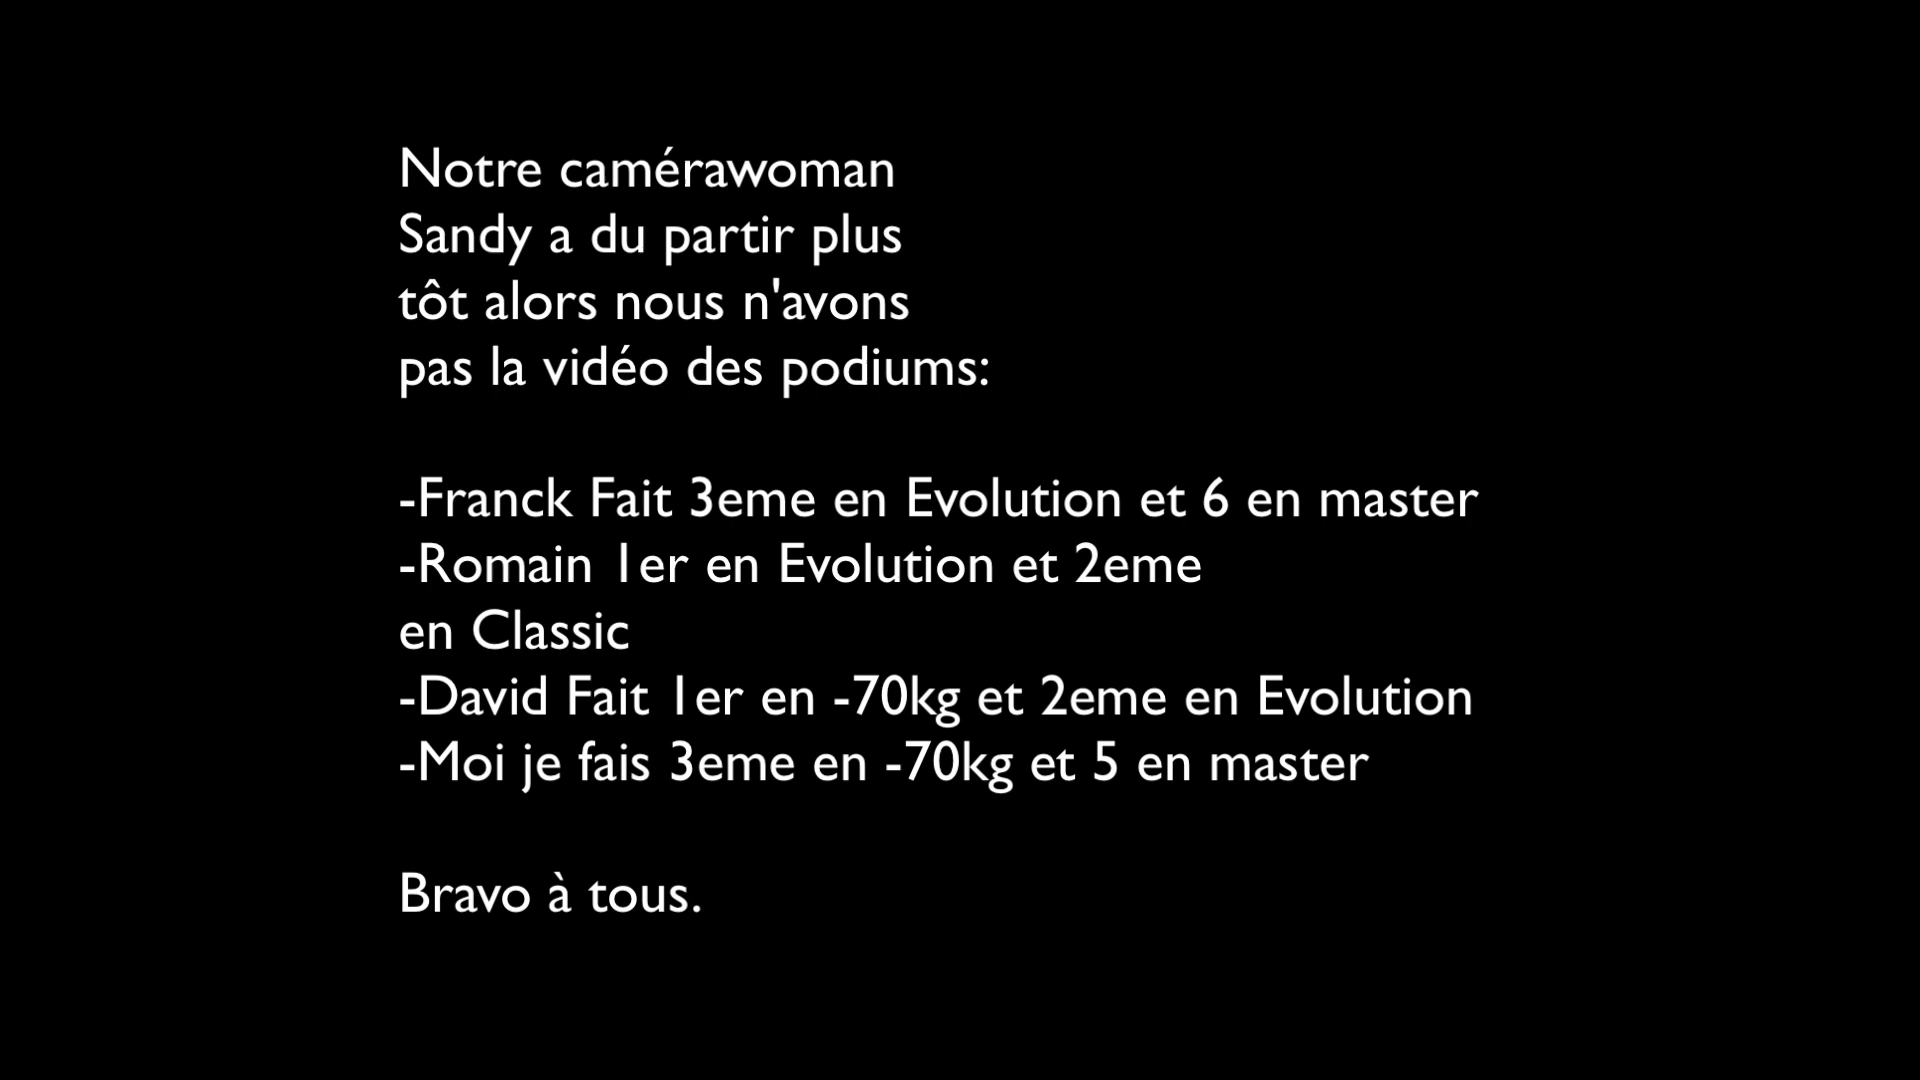 Notre camérawoman
Sandy a du partir plus
tôt alors nous n'avons
pas la vidéo des podiums:
-Franck Fait 3eme en Evolution et 6 en master
-Romain 1er en Evolution et 2eme
en Classic
-David Fait 1er en -70kg et 2eme en Evolution
-Moi je fais 3eme en -70kg et 5 en master
Bravo à tous.